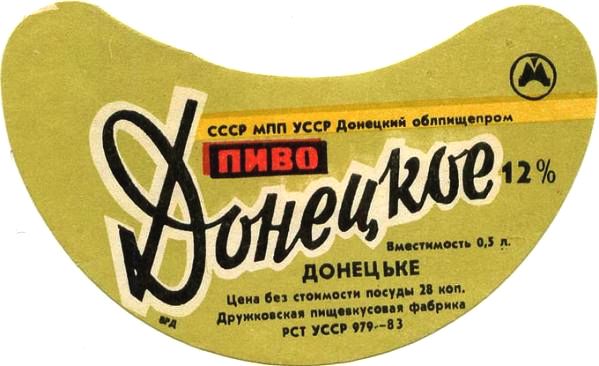 СССР МПП УССР Донецкий облпищепром
ПИВО
Донецкое 12%
Вместимость 0,5 л.
ДОНЕЦЬКЕ
Цена без стоимости посуды 28 коп.
Дружковская пищевкусовая фабрика
РСТ УССР 979--83
ВРД